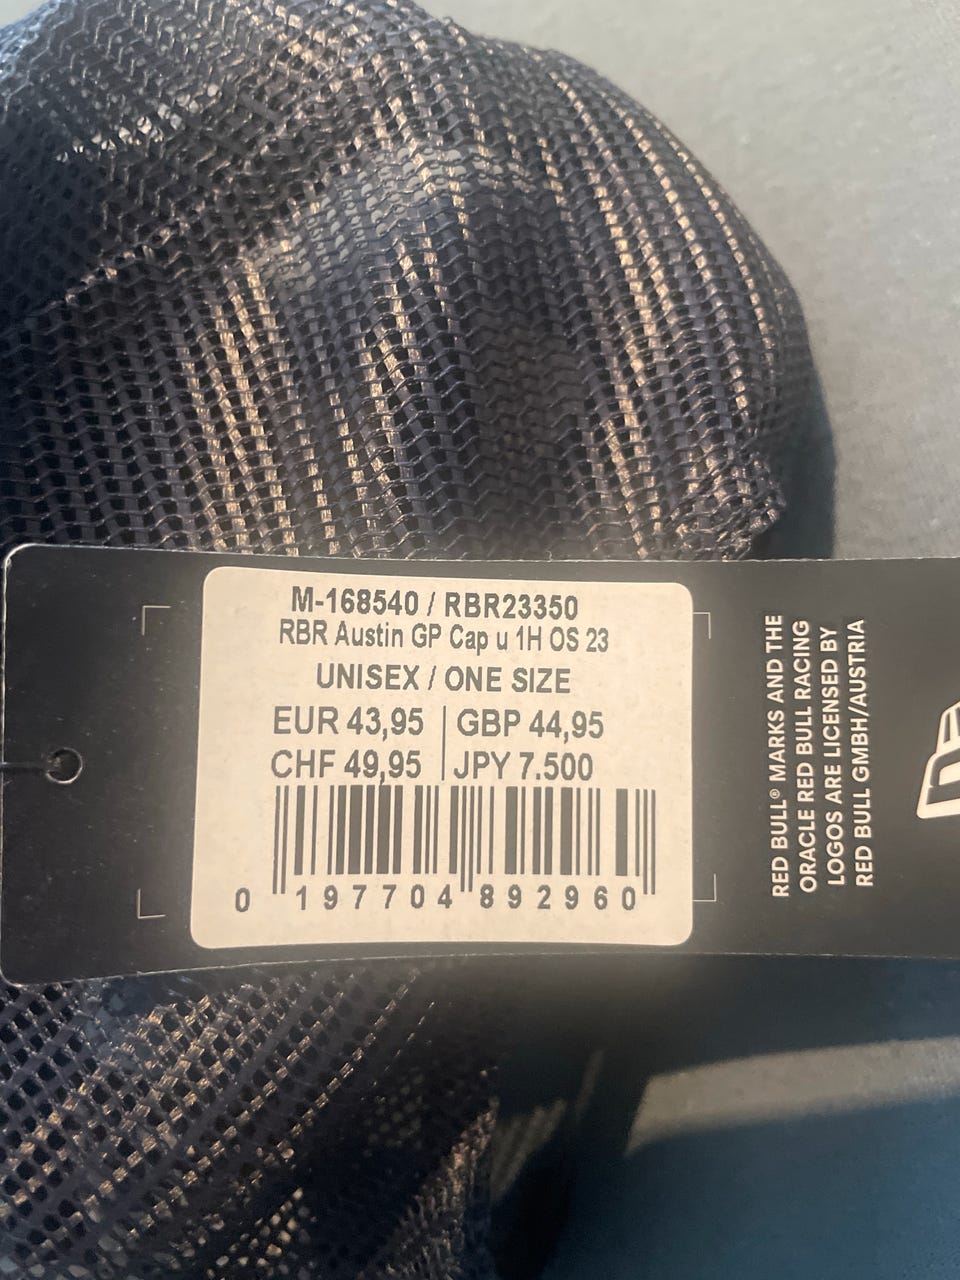 M-168540 / RBR23350
RBR Austin GP Cap u 1H OS 23
UNISEX / ONE SIZE
EUR 43,95 | GBP 44,95
CHF 49,95 | JPY 7.500
0 197704 892960
RED BULL® MARKS AND THE
ORACLE RED BULL RACING
LOGOS ARE LICENSED BY
RED BULL GMBH/AUSTRIA